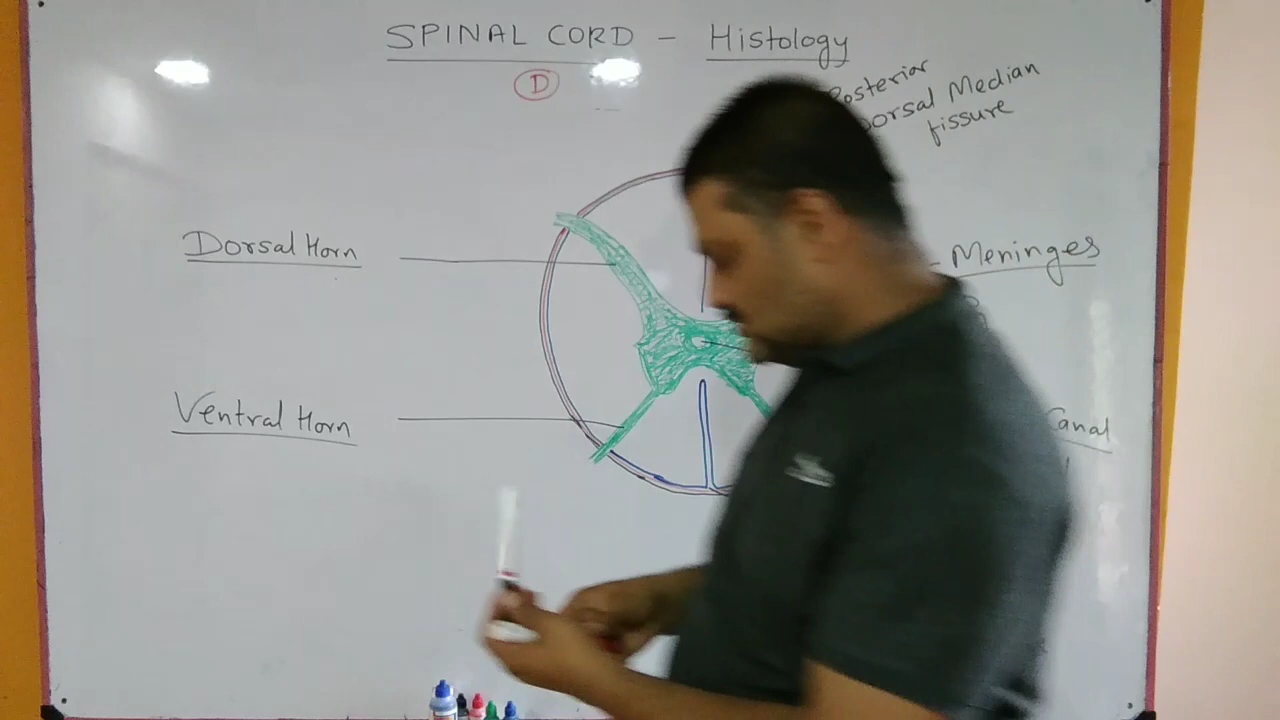 SPINAL CORD - Histology
D
Posterior
Dorsal Median
fissure
Dorsal Horn
Meninges
Ventral Horn
Canal